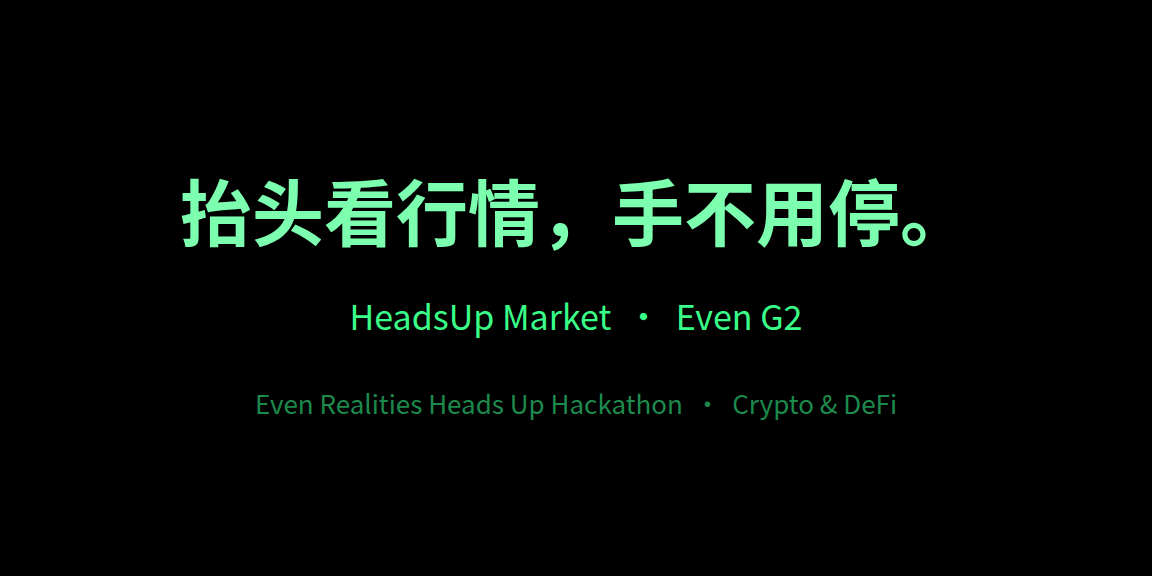 抬头看行情，手不用停。
HeadsUp Market · Even G2
Even Realities Heads Up Hackathon · Crypto & DeFi